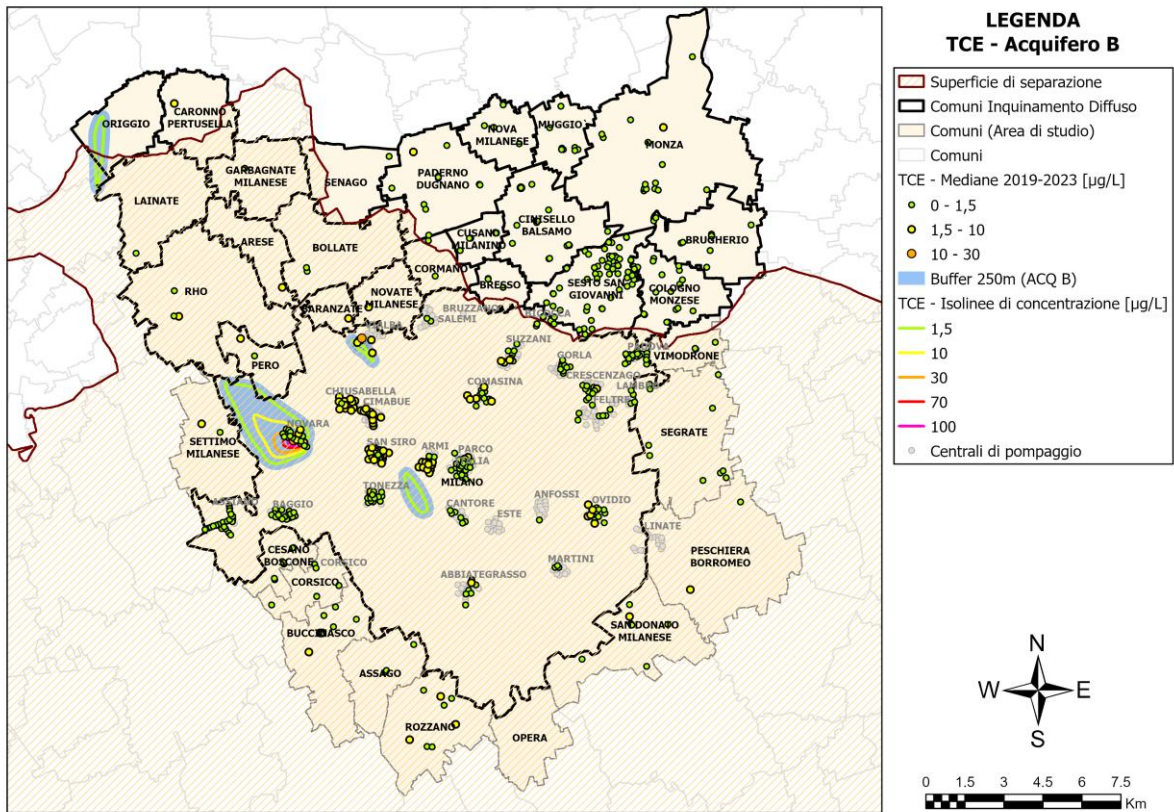 LEGENDA
TCE - Acquifero B
Superficie di separazione
Comuni Inquinamento Diffuso
Comuni (Area di studio)
Comuni
TCE - Mediane 2019-2023 [µg/L]
0 - 1,5
1,5 - 10
10 - 30
Buffer 250m (ACQ B)
TCE - Isolinee di concentrazione [µg/L]
1,5
10
30
70
100
Centrali di pompaggio
N
W
E
S
0 1.5 3 4.5 6 7.5
Km
ORIGGIO
CARONNO
PERTUSELLA
GARBAGNATE
MILANESE
SENAGO
LAINATE
ARESE
BOLLATE
PADERNO
DUGNANO
NOVA
MILANESE
MUGGIO
MONZA
CINISELLO
BALSAMO
CUSANO
MILANINO
CORMANO
BRESSO
BRUGHERIO
SESTO SAN
GIOVANNI
COLOGNO
MONZESE
RHO
BARANZATE
NOVATE
MILANESE
BRUZZANO
SALEMI
PERO
SUZZANI
GORLA
PADOVA
VIMODRONE
CRESCENZAGO
LAMBRO
FELTRE
CHIUSABELLA
CIMABUE
COMASINA
NOVARA
SETTIMO
MILANESE
SAN SIRO
ARMI
PARCO
MILANO
SEGRATE
TONEZZA
CANTORE
ANFOSSI
OVIDIO
ESTE
LINATE
BAGGIO
CESANO
BOSCONE
CORSICO
CORSICO
MARTINI
ABBIATEGRASSO
PESCHIERA
BORROMEO
BUCCINASCO
SAN DONATO
MILANESE
ASSAGO
ROZZANO
OPERA